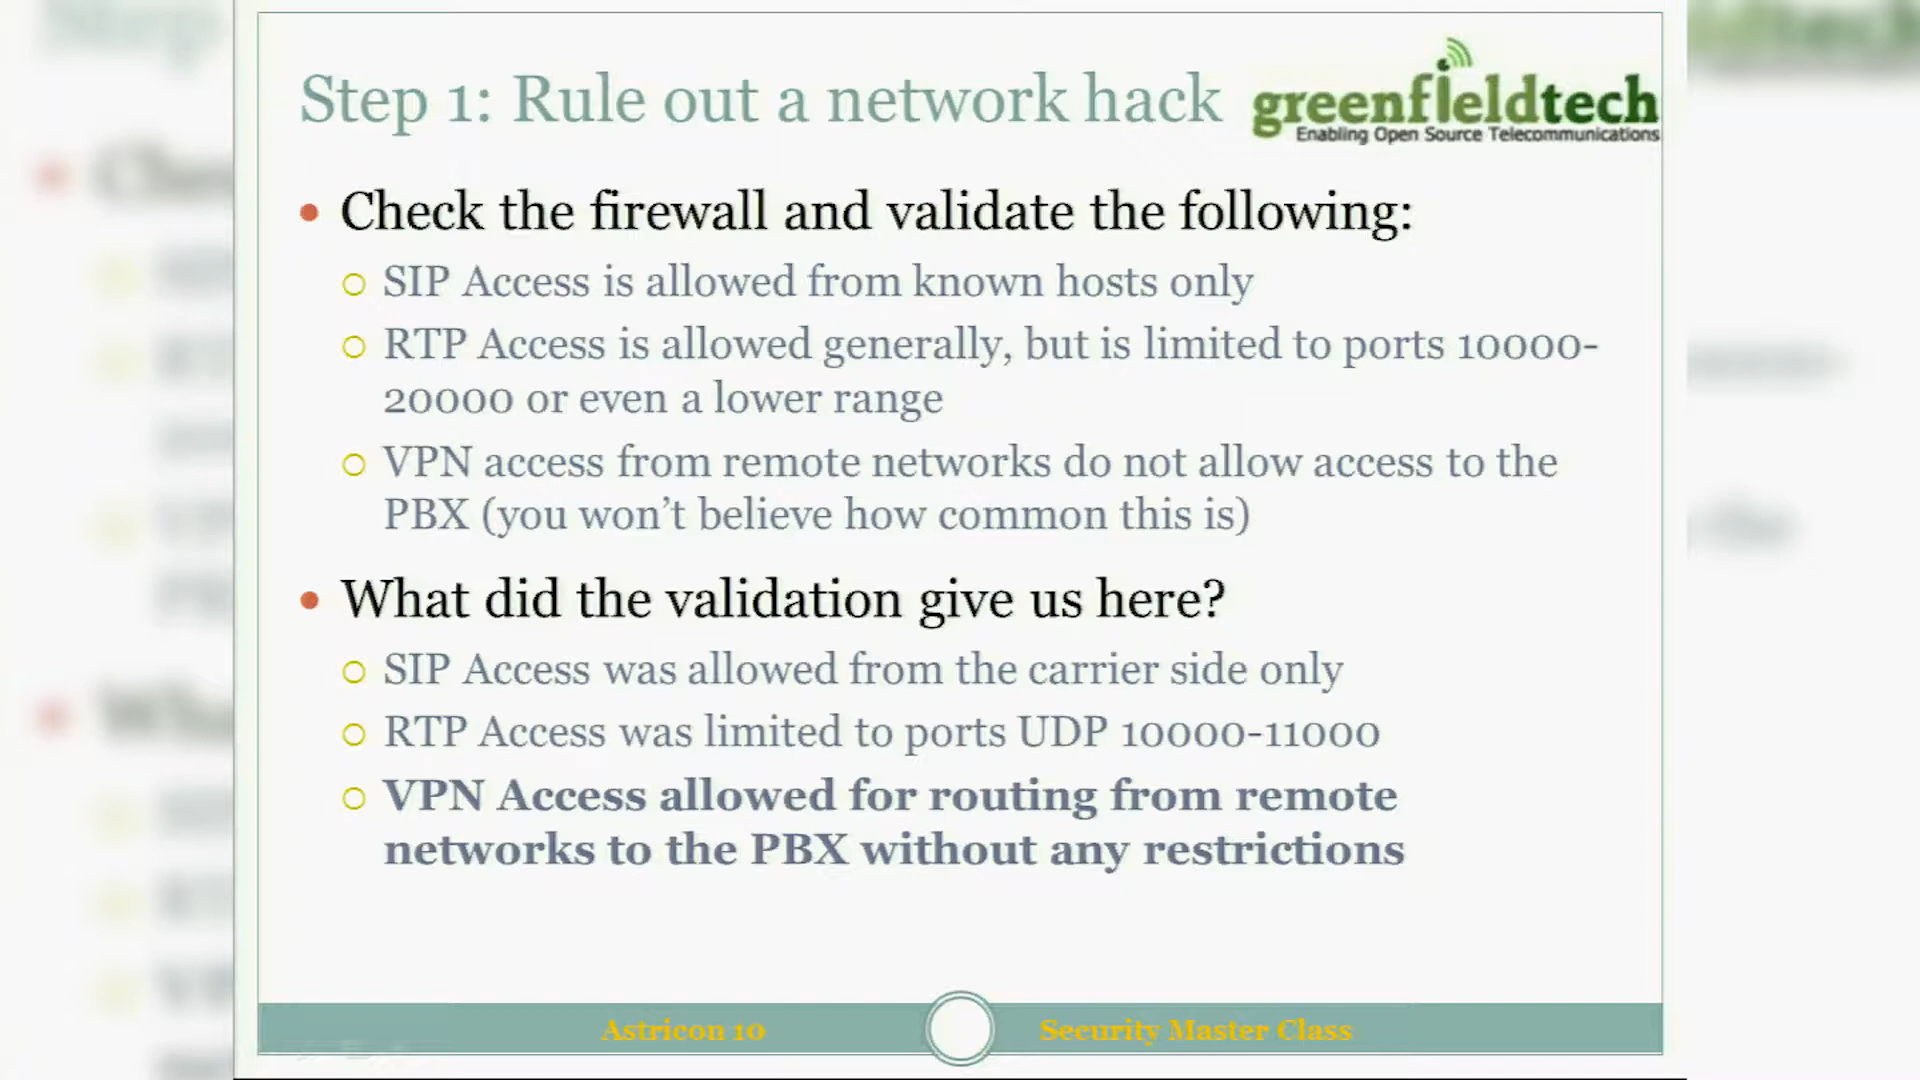 Step 1: Rule out a network hack
greenfieldtech
Enabling Open Source Telecommunications
Check the firewall and validate the following:
SIP Access is allowed from known hosts only
RTP Access is allowed generally, but is limited to ports 10000-
20000 or even a lower range
VPN access from remote networks do not allow access to the
PBX (you won't believe how common this is)
What did the validation give us here?
SIP Access was allowed from the carrier side only
RTP Access was limited to ports UDP 10000-11000
VPN Access allowed for routing from remote
networks to the PBX without any restrictions
Astricon 10
Security Master Class